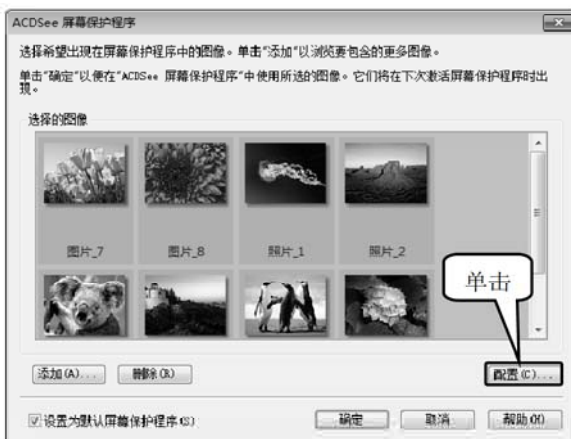 ACDSee 屏幕保护程序
选择希望出现在屏幕保护程序中的图像。单击"添加"以浏览要包含的更多图像。
单击"确定"以便在"ACDSee 屏幕保护程序"中使用所选的图像。它们将在下次激活屏幕保护程序时出
现。
选择的图像
图片_7
图片_8
照片_1
照片_2
单击
添加(A)...
删除(R)
配置(C)...
设置为默认屏幕保护程序(S)
确定
取消
帮助(H)